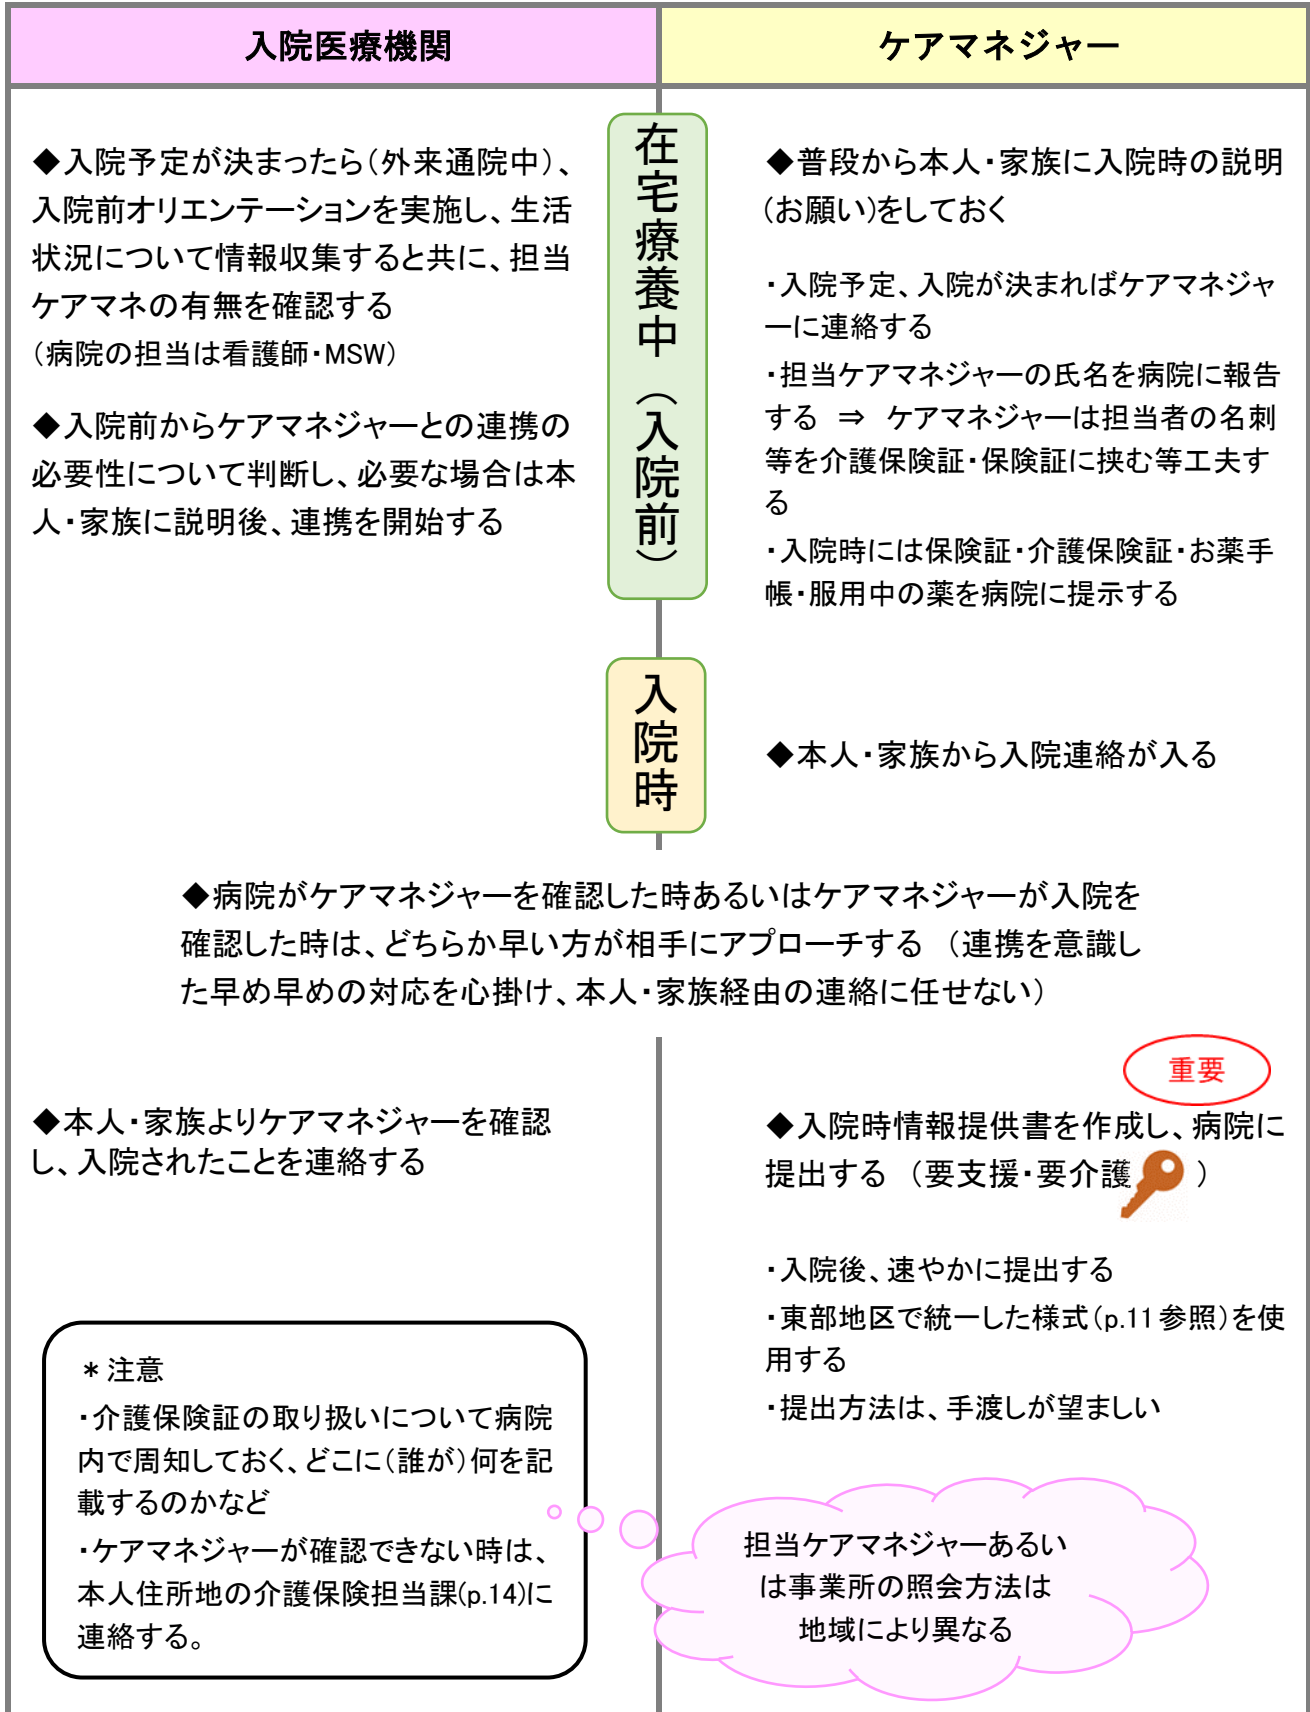 入院医療機関
ケアマネジャー
◆入院予定が決まったら（外来通院中）、
入院前オリエンテーションを実施し、生活
状況について情報収集すると共に、担当
ケアマネの有無を確認する
（病院の担当は看護師・MSW）
◆入院前からケアマネジャーとの連携の
必要性について判断し、必要な場合は本
人・家族に説明後、連携を開始する
在宅療養中（入院前）
◆普段から本人・家族に入院時の説明
(お願い)をしておく
・入院予定、入院が決まればケアマネジャ
ーに連絡する
・担当ケアマネジャーの氏名を病院に報告
する ⇒ ケアマネジャーは担当者の名刺
等を介護保険証・保険証に挟む等工夫す
る
・入院時には保険証・介護保険証・お薬手
帳・服用中の薬を病院に提示する
入院時
◆本人・家族から入院連絡が入る
◆病院がケアマネジャーを確認した時あるいはケアマネジャーが入院を
確認した時は、どちらか早い方が相手にアプローチする （連携を意識し
た早め早めの対応を心掛け、本人・家族経由の連絡に任せない）
◆本人・家族よりケアマネジャーを確認
し、入院されたことを連絡する
重要
◆入院時情報提供書を作成し、病院に
提出する （要支援・要介護 ）
・入院後、速やかに提出する
・東部地区で統一した様式（p.11 参照）を使
用する
・提出方法は、手渡しが望ましい
＊注意
・介護保険証の取り扱いについて病院
内で周知しておく、どこに（誰が）何を記
載するのかなど
・ケアマネジャーが確認できない時は、
本人住所地の介護保険担当課(p.14)に
連絡する。
担当ケアマネジャーあるい
は事業所の照会方法は
地域により異なる